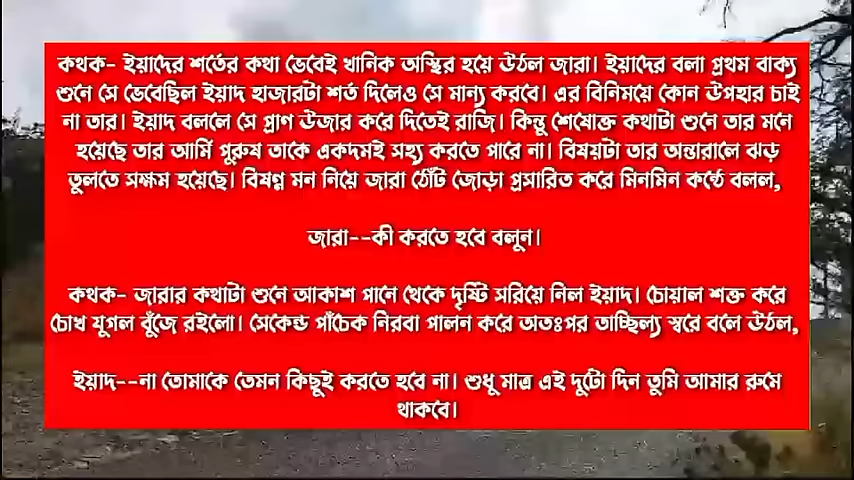 কথক- ইয়াদের শর্তের কথা ভেবেই খানিক অস্থির হয়ে উঠল জারা। ইয়াদের বলা প্রথম বাক্য
শুনে সে ভেবেছিল ইয়াদ হাজারটা শর্ত দিলেও সে মান্য করবে। এর বিনিময়ে কোন উপহার চাই
না তার। ইয়াদ বললে সে প্রাণ উজার করে দিতেই রাজি। কিন্তু শেষোক্ত কথাটা শুনে তার মনে
হয়েছে তার আর্মি পুরুষ তাকে একদমই সহ্য করতে পারে না। বিষয়টা তার অন্তারালে ঝড়
তুলতে সক্ষম হয়েছে। বিষণ্ণ মন নিয়ে জারা ঠোঁট জোড়া প্রসারিত করে মিনমিন কন্ঠে বলল,
জারা--কী করতে হবে বলুন।
কথক- জারার কথাটা শুনে আকাশ পানে থেকে দৃষ্টি সরিয়ে নিল ইয়াদ। চোয়াল শক্ত করে
চোখ যুগল বুঁজে রইলো। সেকেন্ড পাঁচেক নিরবা পালন করে অতঃপর তাচ্ছিল্য স্বরে বলে উঠল,
ইয়াদ--না তোমাকে তেমন কিছুই করতে হবে না। শুধু মাত্র এই দুটো দিন তুমি আমার রুমে
থাকবে।